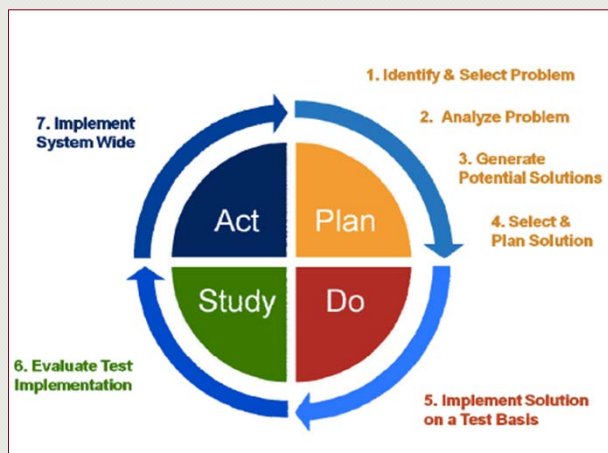 1. Identify & Select Problem
2. Analyze Problem
3. Generate
Potential Solutions
4. Select &
Plan Solution
5. Implement Solution
on a Test Basis
6. Evaluate Test
Implementation
7. Implement
System Wide
Act
Plan
Study
Do